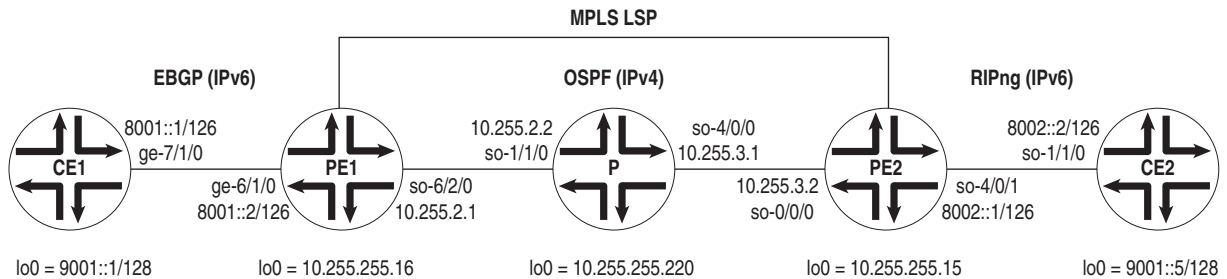 MPLS LSP
EBGP (IPv6)
OSPF (IPv4)
RIPng (IPv6)
8001::1/126
ge-7/1/0
10.255.2.2
so-1/1/0
so-4/0/0
10.255.3.1
8002::2/126
so-1/1/0
CE1
PE1
P
PE2
CE2
ge-6/1/0
8001::2/126
so-6/2/0
10.255.2.1
10.255.3.2
so-0/0/0
so-4/0/1
8002::1/126
lo0 = 9001::1/128
lo0 = 10.255.255.16
lo0 = 10.255.255.220
lo0 = 10.255.255.15
lo0 = 9001::5/128